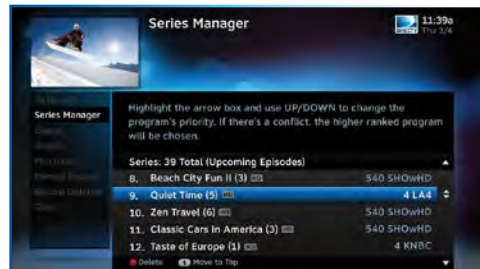 Series Manager
11:39a
Thu 3/4
Series Manager
Highlight the arrow box and use UP/DOWN to change the
program's priority. If there's a conflict, the higher ranked program
will be chosen.
Series: 39 Total (Upcoming Episodes)
8. Beach City Fun II (3) 540 SHOwHD
9. Quiet Time (5) 4 LA4
10. Zen Travel (6) 540 SHOwHD
11. Classic Cars in America (3) 540 SHOwHD
12. Taste of Europe (1) 4 KNBC
Delete Move to Top